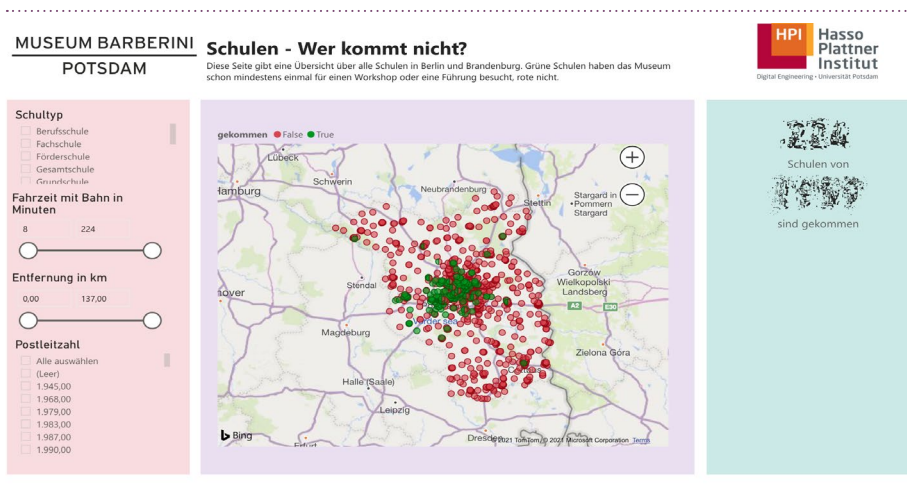 MUSEUM BARBERINI
POTSDAM
Schulen - Wer kommt nicht?
Diese Seite gibt eine Übersicht über alle Schulen in Berlin und Brandenburg. Grüne Schulen haben das Museum
schon mindestens einmal für einen Workshop oder eine Führung besucht, rote nicht.
HPI Hasso
Plattner
Institut
Digital Engineering • Universität Potsdam
Schultyp
Berufsschule
Fachschule
Förderschule
Gesamtschule
Grundschule
Fahrzeit mit Bahn in
Minuten
8 224
Entfernung in km
0,00 137,00
Postleitzahl
Alle auswählen
(Leer)
1.945,00
1.968,00
1.979,00
1.983,00
1.987,00
1.990,00
gekommen False True
Lübeck
Schwerin
amburg
Neubrandenburg
Stettin
Stargard in
Pommern
Stargard
Stendal
nover
Gorzów
Wielkopolski
Landsberg
A2 E30
Magdeburg
Zielona Góra
Halle (Saale)
Leipzig
Erfurt
Bing
© 2021 TomTom, © 2021 Microsoft Corporation Terms
Schulen von
sind gekommen